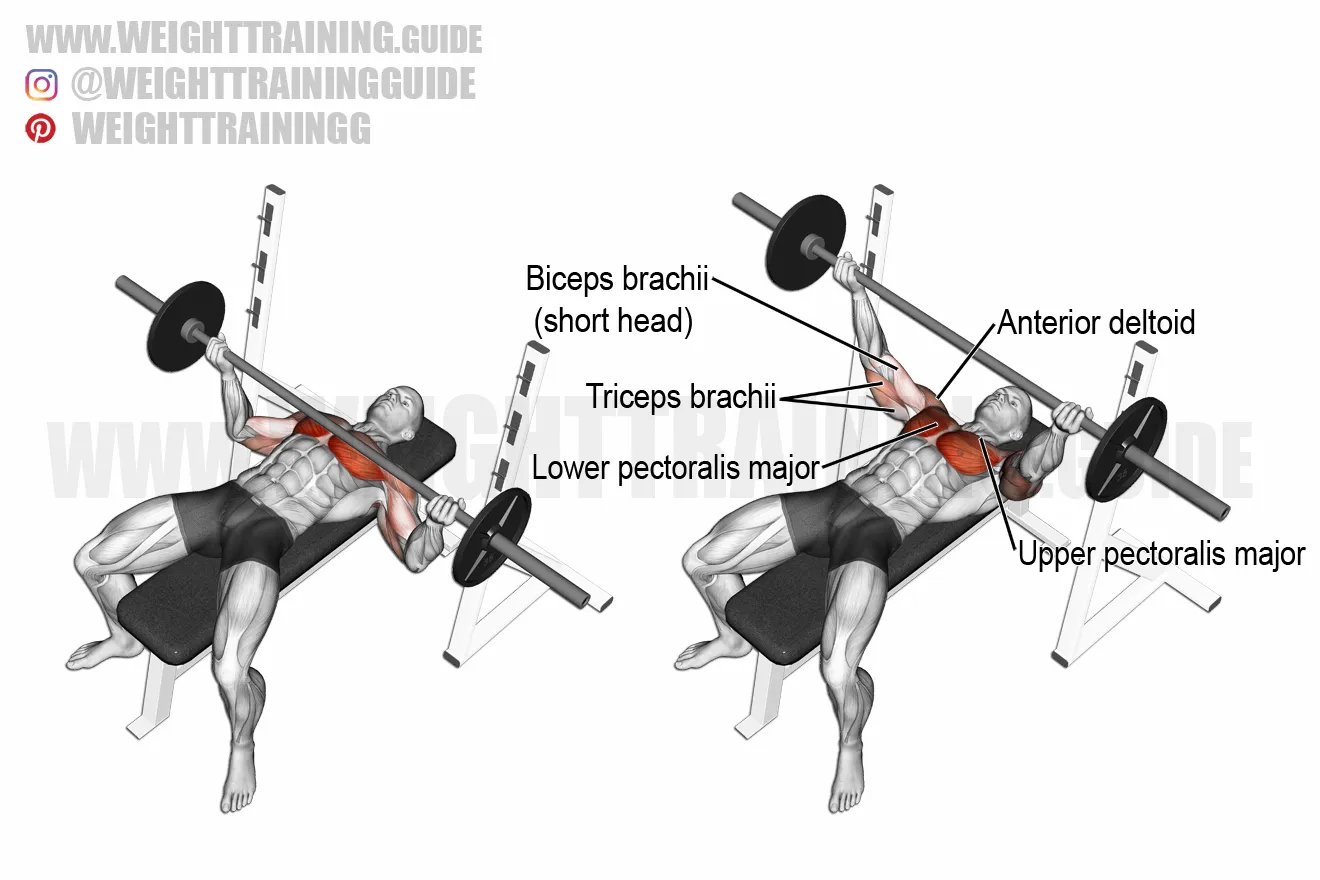 WWW.WEIGHTTRAINING.GUIDE
@WEIGHTTRAININGGUIDE
WEIGHTTRAININGG
Biceps brachii
(short head)
Anterior deltoid
Triceps brachii
Lower pectoralis major
Upper pectoralis major
WWW.WEIGHTTRAINING.GUIDE